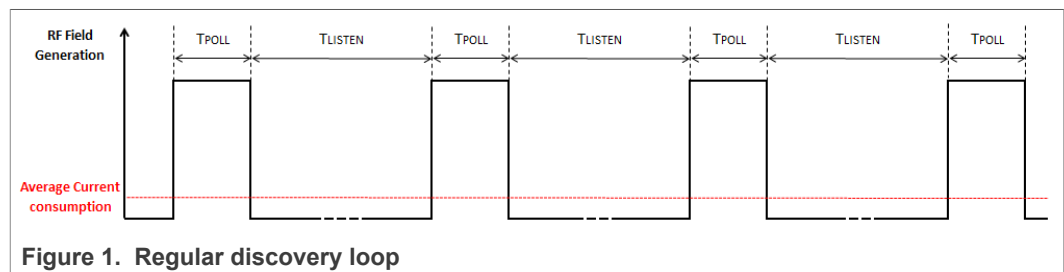 RF Field
Generation
TPOLL
TLISTEN
TPOLL
TLISTEN
TPOLL
TLISTEN
TPOLL
Average Current
consumption
Figure 1. Regular discovery loop